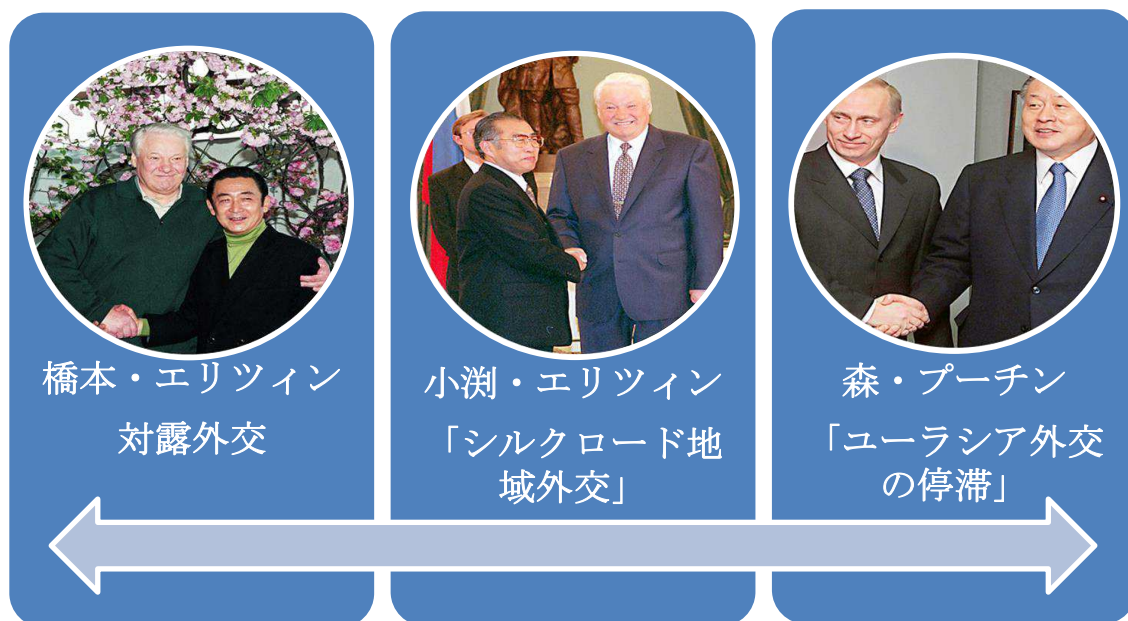 橋本・エリツィン
対露外交
小渕・エリツィン
「シルクロード地
域外交」
森・プーチン
「ユーラシア外交
の停滞」